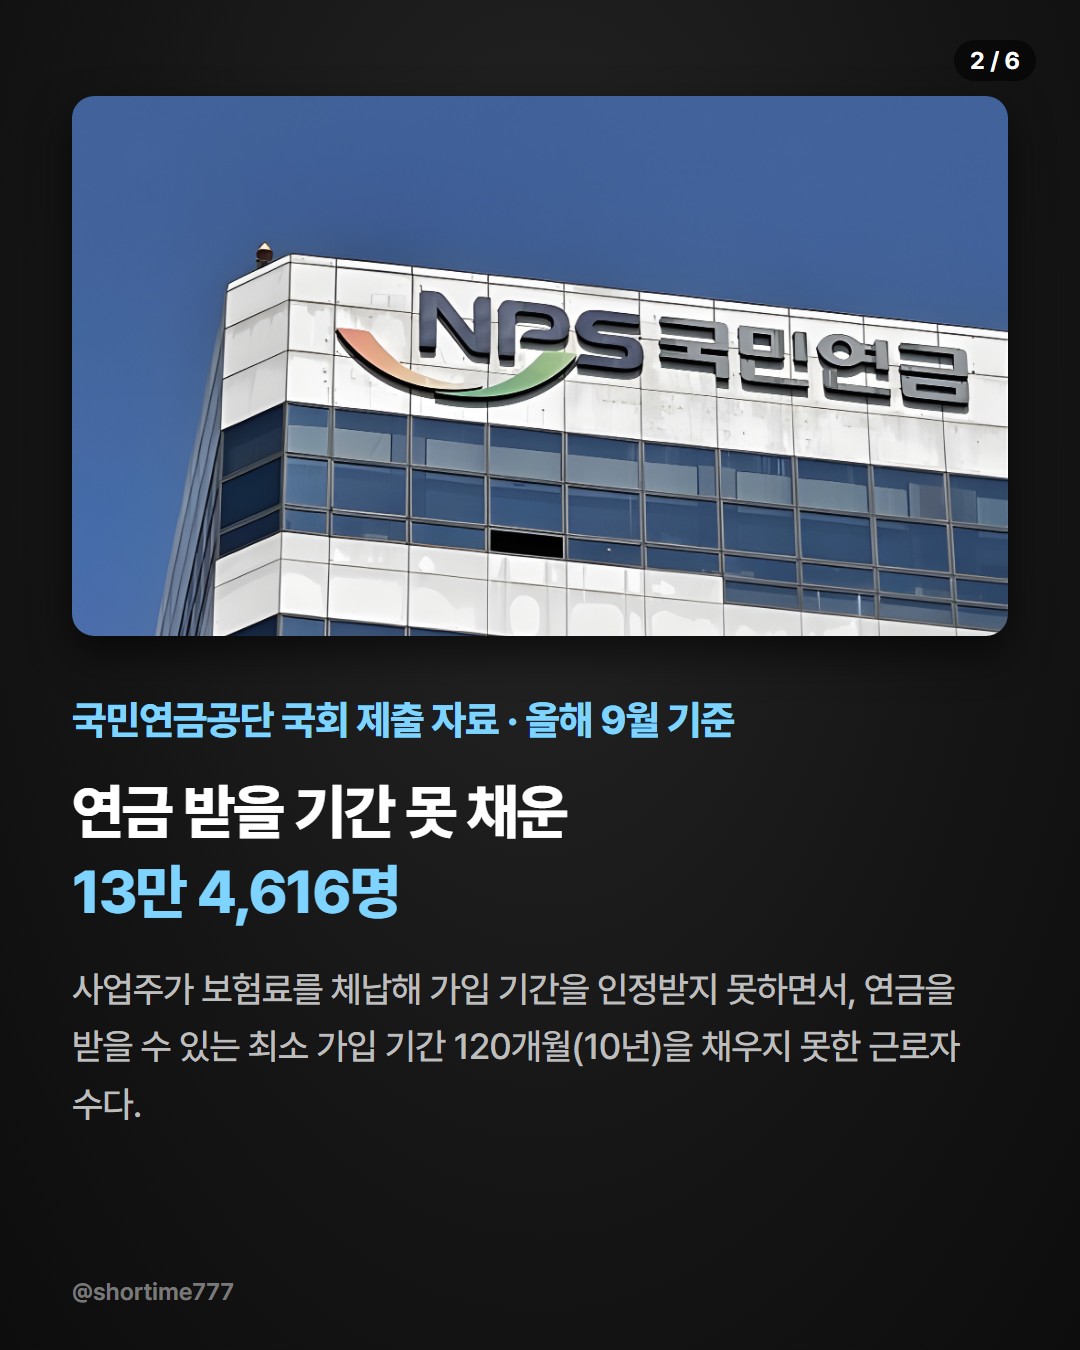 2 / 6
NPS국민연금
국민연금공단 국회 제출 자료 · 올해 9월 기준
연금 받을 기간 못 채운
13만 4,616명
사업주가 보험료를 체납해 가입 기간을 인정받지 못하면서, 연금을
받을 수 있는 최소 가입 기간 120개월(10년)을 채우지 못한 근로자
수다.
@shortime777